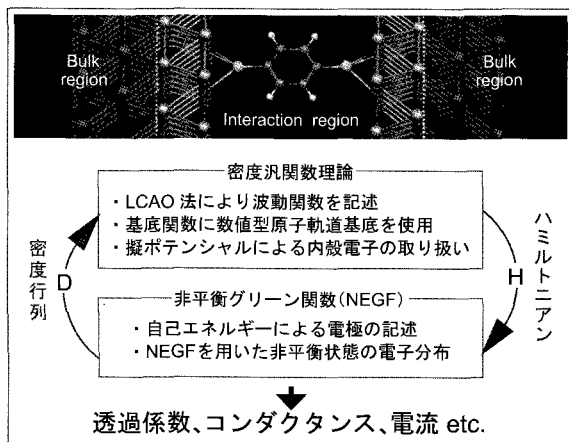 Bulk region
Bulk region
Interaction region
密度汎関数理論
・LCAO 法により波動関数を記述
・基底関数に数値型原子軌道基底を使用
・擬ポテンシャルによる内殻電子の取り扱い
密度行列
D
H
ハミルトニアン
非平衡グリーン関数(NEGF)
・自己エネルギーによる電極の記述
・NEGFを用いた非平衡状態の電子分布
透過係数、コンダクタンス、電流 etc.